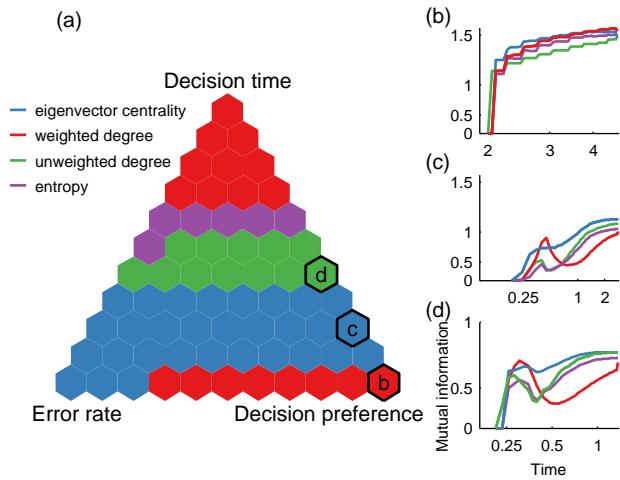 (a)
Decision time
eigenvector centrality
weighted degree
unweighted degree
entropy
d
c
b
Error rate
Decision preference
(b)
1.5
1
0.5
0
2
3
4
(c)
1.5
1
0.5
0
0.25
1
2
(d)
1
0.5
0
0.25
0.5
1
Mutual information
Time